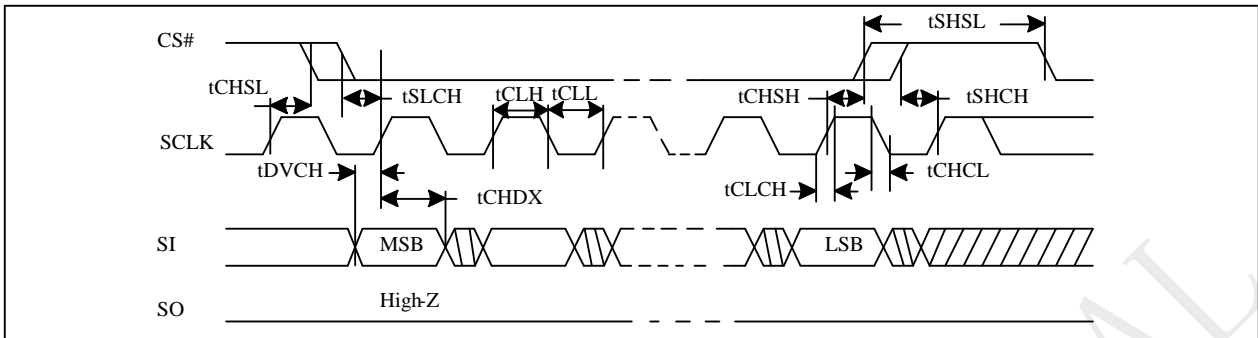 CS#
tSHSL
tCHSL
tSLCH
tCLH
tCLL
tCHSH
tSHCH
SCLK
tDVCH
tCHDX
tCLCH
tCHCL
SI
MSB
LSB
SO
High-Z